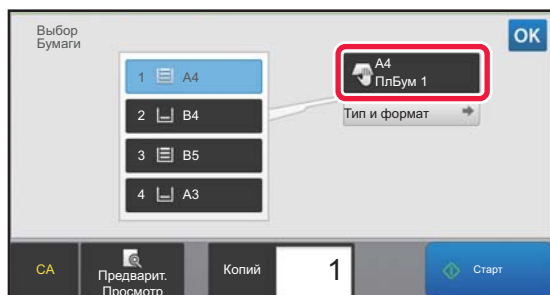 Выбор
Бумаги
OK
1 A4
2 B4
3 B5
4 A3
A4
ПлБум 1
Тип и формат
CA
Предварит.
Просмотр
Копий
1
Старт